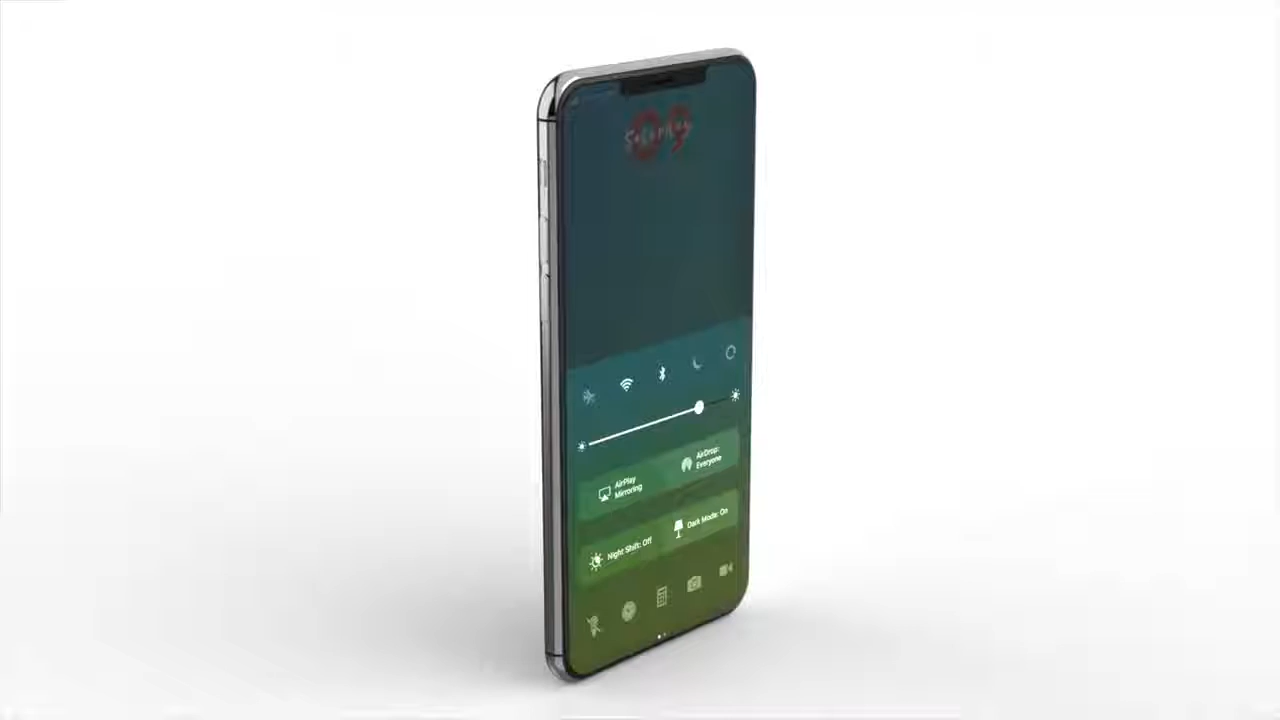 AirDrop:
Everyone
AirPlay
Mirroring
Dark Mode: On
Night Shift: Off